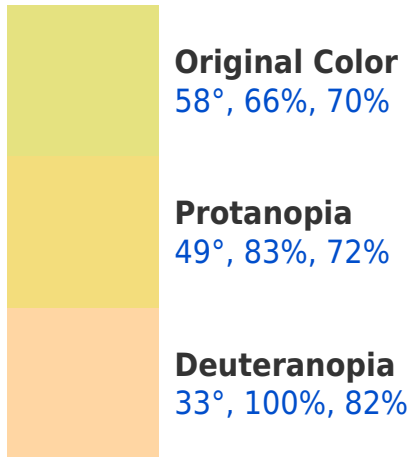 Original Color
58°, 66%, 70%
Protanopia
49°, 83%, 72%
Deuteranopia
33°, 100%, 82%